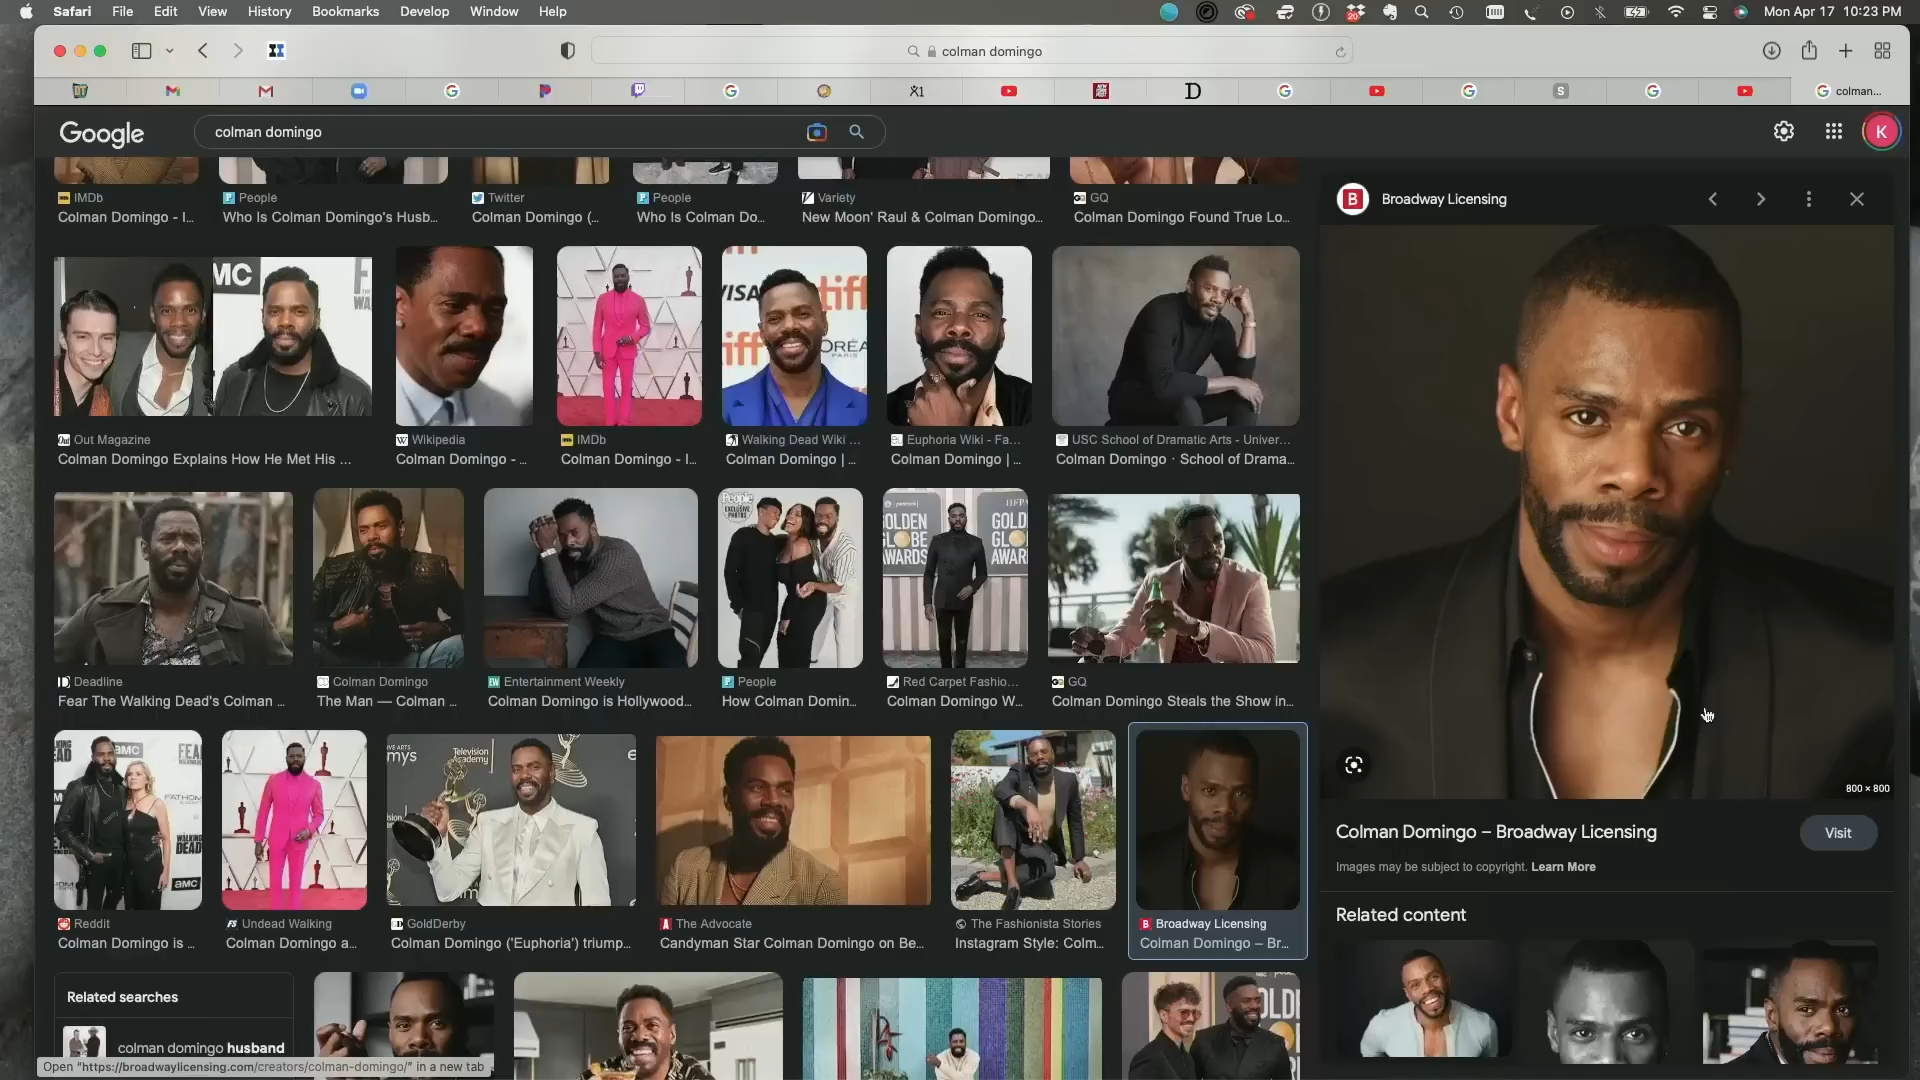 Safari File Edit View History Bookmarks Develop Window Help
20
Mon Apr 17 10:23 PM
colman domingo
colman...
Google
colman domingo
K
IMDb
Colman Domingo - I...
People
Who Is Colman Domingo's Husb...
Twitter
Colman Domingo (...
People
Who Is Colman Do...
Variety
New Moon' Raul & Colman Domingo...
GQ
Colman Domingo Found True Lo...
Out Magazine
Colman Domingo Explains How He Met His ...
Wikipedia
Colman Domingo - ...
IMDb
Colman Domingo - I...
Walking Dead Wiki ...
Colman Domingo | ...
Euphoria Wiki - Fa...
Colman Domingo | ...
USC School of Dramatic Arts - Univer...
Colman Domingo · School of Drama...
Deadline
Fear The Walking Dead's Colman ...
Colman Domingo
The Man — Colman ...
Entertainment Weekly
Colman Domingo is Hollywood...
People
How Colman Domin...
GOLDEN
GLOBE
AWARDS
Red Carpet Fashio...
Colman Domingo W...
GQ
Colman Domingo Steals the Show in...
Reddit
Colman Domingo is ...
Undead Walking
Colman Domingo a...
Television
Academy
GoldDerby
Colman Domingo ('Euphoria') triump...
The Advocate
Candyman Star Colman Domingo on Be...
The Fashionista Stories
Instagram Style: Colm...
Broadway Licensing
Colman Domingo – Br...
Related searches
colman domingo husband
Open "https://broadwaylicensing.com/creators/colman-domingo/" in a new tab
B
Broadway Licensing
800 × 800
Colman Domingo – Broadway Licensing
Visit
Images may be subject to copyright. Learn More
Related content